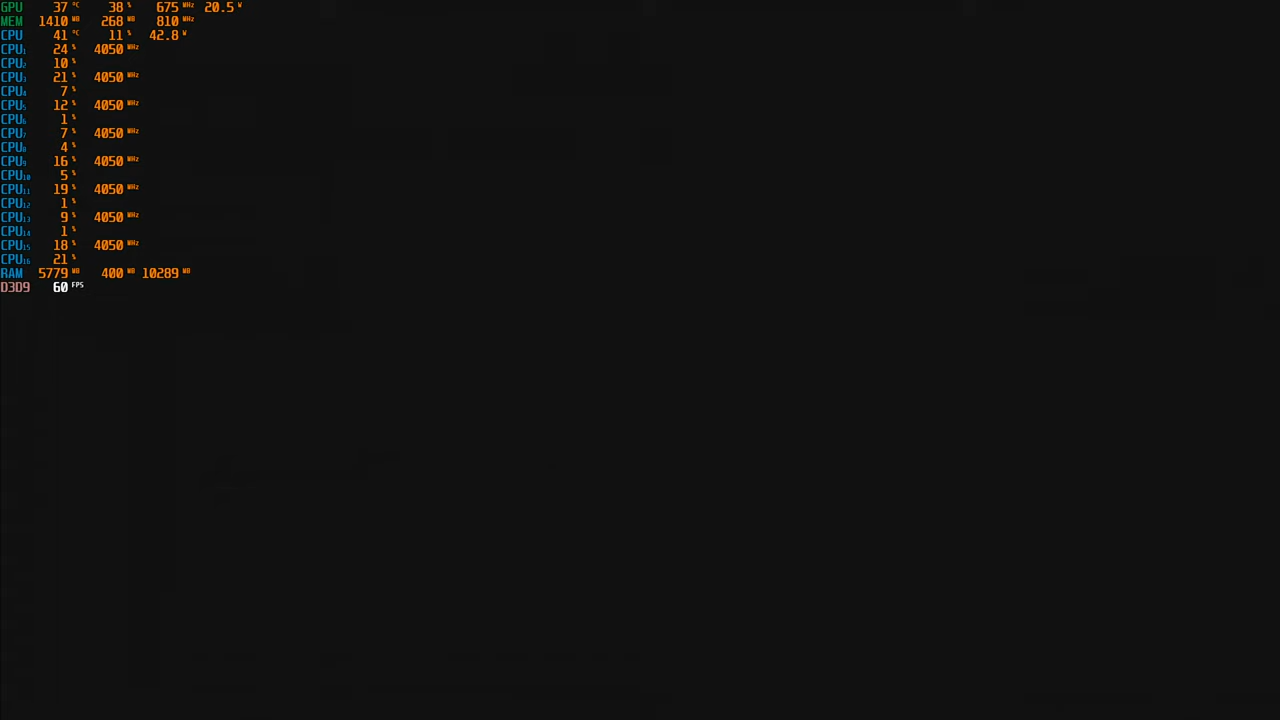 GPU 37 °C 38 % 675 MHz 20.5 W
MEM 1410 MB 268 MB 810 MHz
CPU 41 °C 11 % 42.8 W
CPU1 24 % 4050 MHz
CPU2 10 %
CPU3 21 % 4050 MHz
CPU4 7 %
CPU5 12 % 4050 MHz
CPU6 1 %
CPU7 7 % 4050 MHz
CPU8 4 %
CPU9 16 % 4050 MHz
CPU10 5 %
CPU11 19 % 4050 MHz
CPU12 1 %
CPU13 9 % 4050 MHz
CPU14 1 %
CPU15 18 % 4050 MHz
CPU16 21 %
RAM 5779 MB 400 MB 10289 MB
D3D9 60 FPS